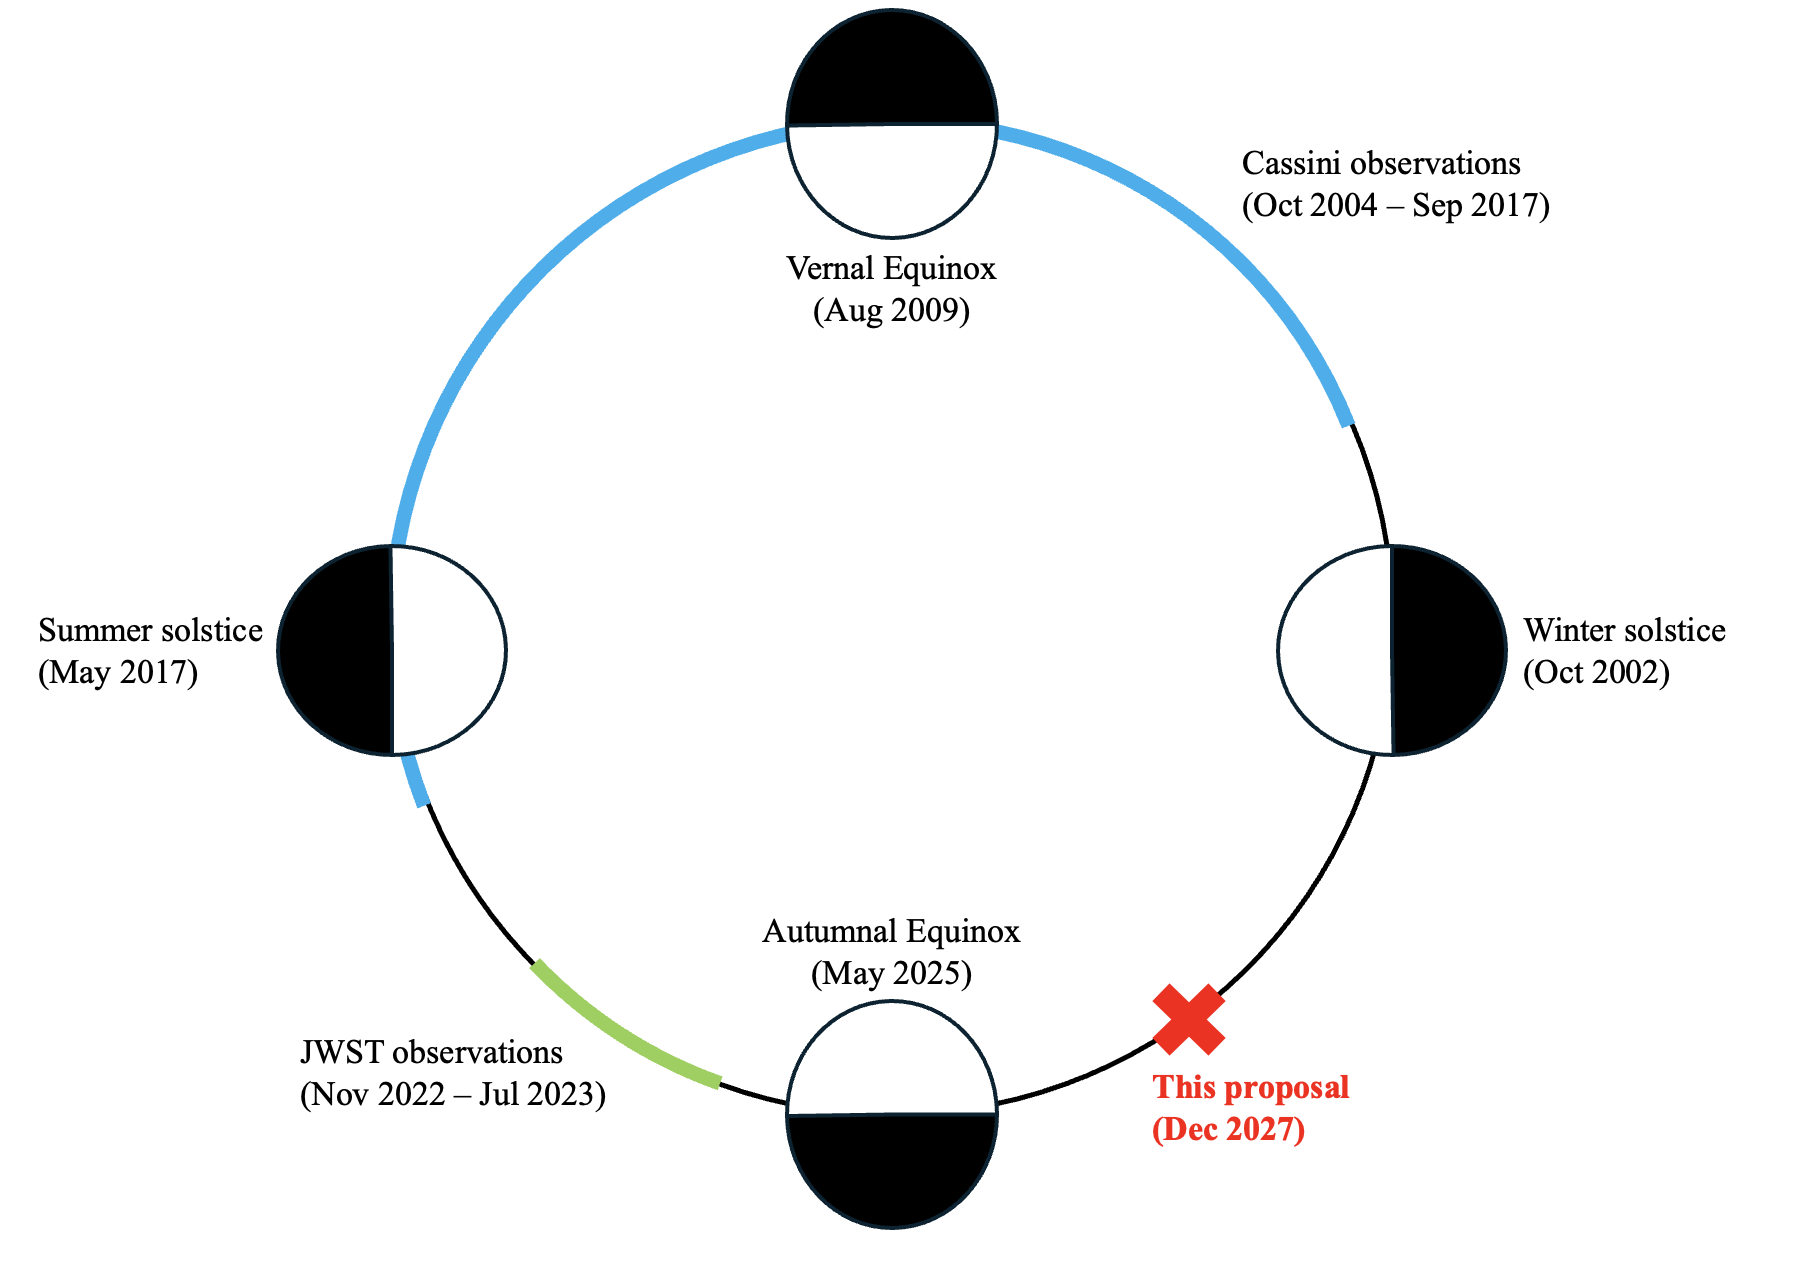 Cassini observations
(Oct 2004 – Sep 2017)
Vernal Equinox
(Aug 2009)
Summer solstice
(May 2017)
Winter solstice
(Oct 2002)
Autumnal Equinox
(May 2025)
JWST observations
(Nov 2022 – Jul 2023)
This proposal
(Dec 2027)